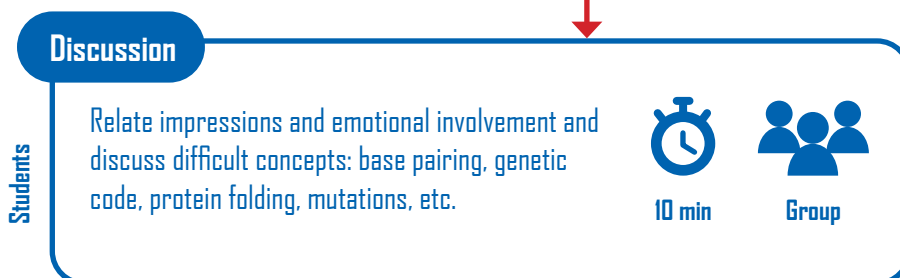 Discussion
Students
Relate impressions and emotional involvement and
discuss difficult concepts: base pairing, genetic
code, protein folding, mutations, etc.
10 min
Group